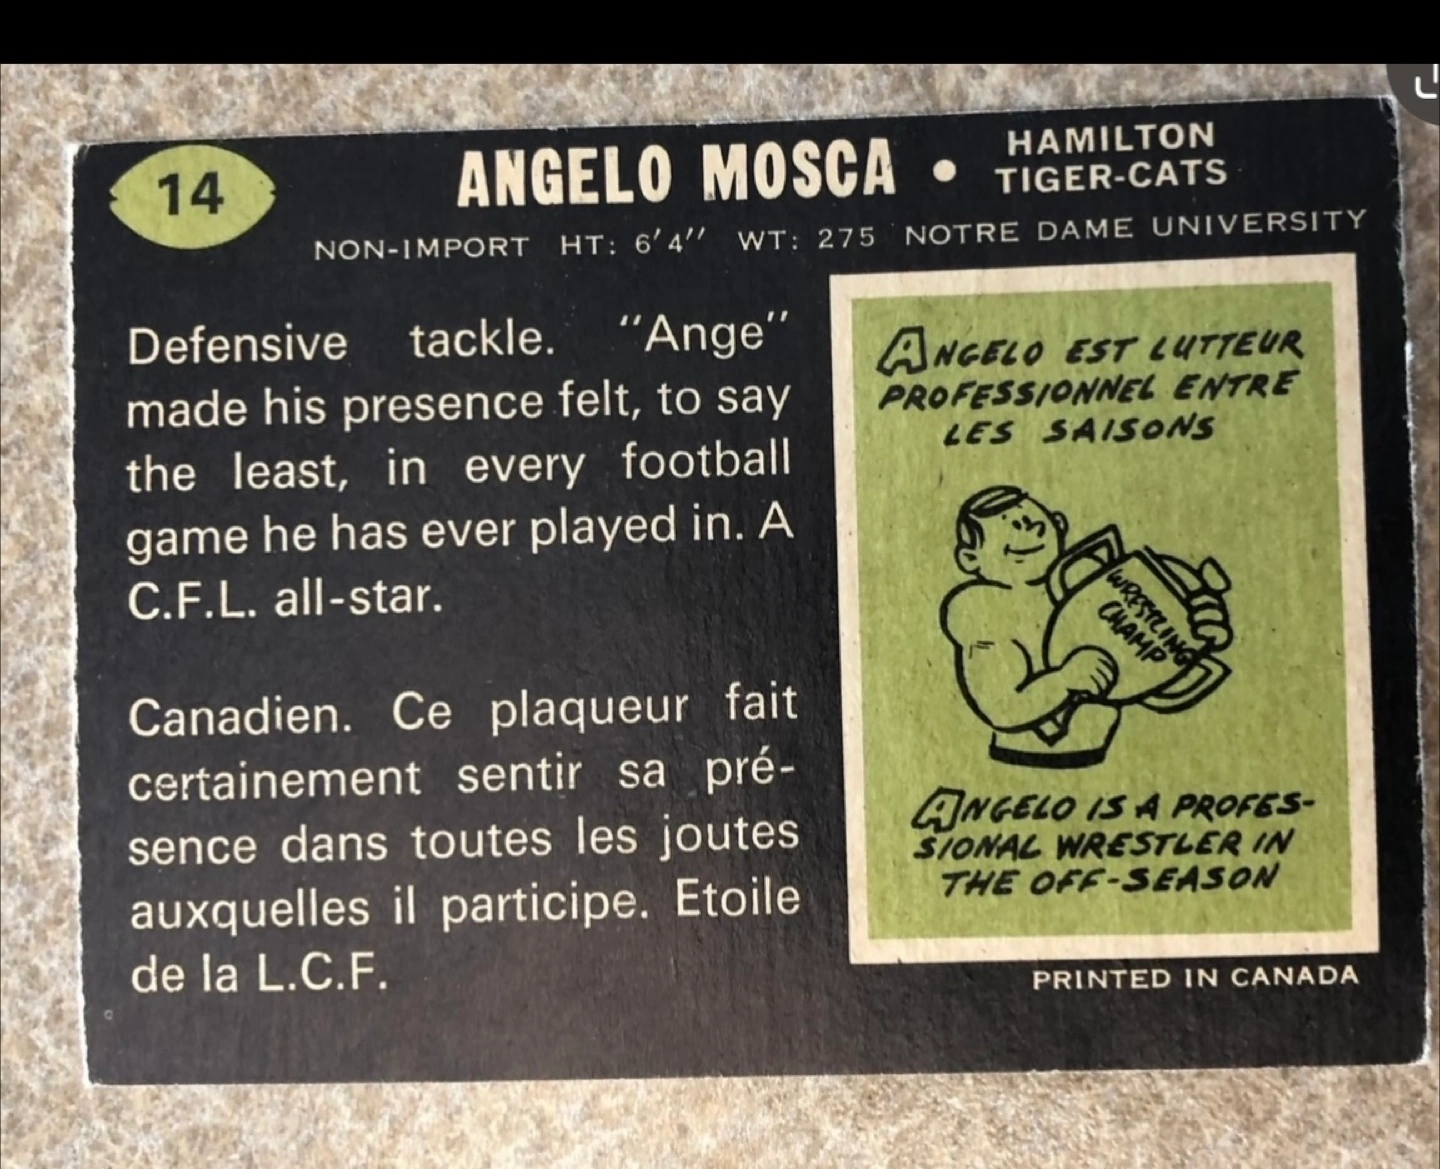 14
ANGELO MOSCA • HAMILTON
TIGER-CATS
NON-IMPORT HT: 6'4" WT: 275 NOTRE DAME UNIVERSITY
Defensive tackle. "Ange"
made his presence felt, to say
the least, in every football
game he has ever played in. A
C.F.L. all-star.
Canadien. Ce plaqueur fait
certainement sentir sa pré-
sence dans toutes les joutes
auxquelles il participe. Etoile
de la L.C.F.
ANGELO EST LUTTEUR
PROFESSIONNEL ENTRE
LES SAISONS
WRESTLING
CHAMP
ANGELO IS A PROFES-
SIONAL WRESTLER IN
THE OFF-SEASON
PRINTED IN CANADA